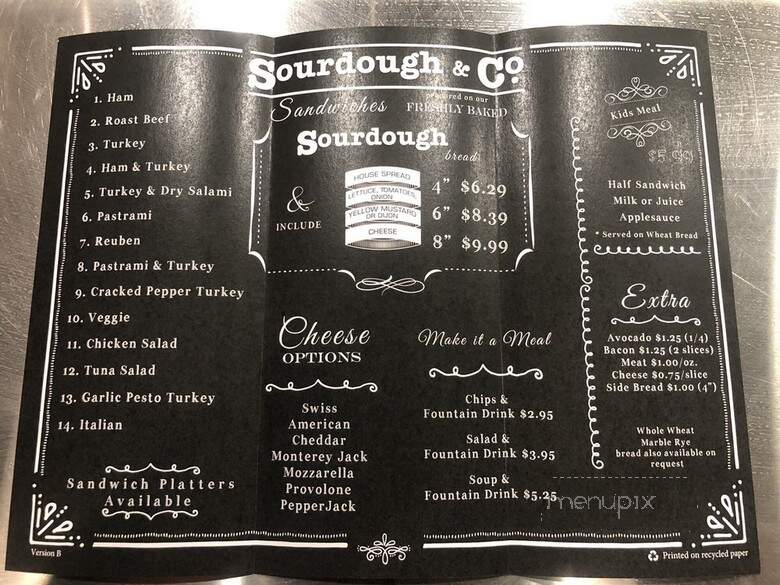 Sourdough & Co.
Sandwiches prepared on our FRESHLY BAKED
Sourdough
breads
& INCLUDE
HOUSE SPREAD
LETTUCE, TOMATOES, ONION
YELLOW MUSTARD OR DIJON
CHEESE
4" $6.29
6" $8.39
8" $9.99
1. Ham
2. Roast Beef
3. Turkey
4. Ham & Turkey
5. Turkey & Dry Salami
6. Pastrami
7. Reuben
8. Pastrami & Turkey
9. Cracked Pepper Turkey
10. Veggie
11. Chicken Salad
12. Tuna Salad
13. Garlic Pesto Turkey
14. Italian
Sandwich Platters
Available
Version B
Cheese
OPTIONS
Swiss
American
Cheddar
Monterey Jack
Mozzarella
Provolone
PepperJack
Make it a Meal
Chips &
Fountain Drink $2.95
Salad &
Fountain Drink $3.95
Soup &
Fountain Drink $5.25
Kids Meal
$5.99
Half Sandwich
Milk or Juice
Applesauce
* Served on Wheat Bread
Extra
Avocado $1.25 (1/4)
Bacon $1.25 (2 slices)
Meat $1.00/oz.
Cheese $0.75/slice
Side Bread $1.00 (4")
Whole Wheat
Marble Rye
bread also available on
request
menupix
Printed on recycled paper